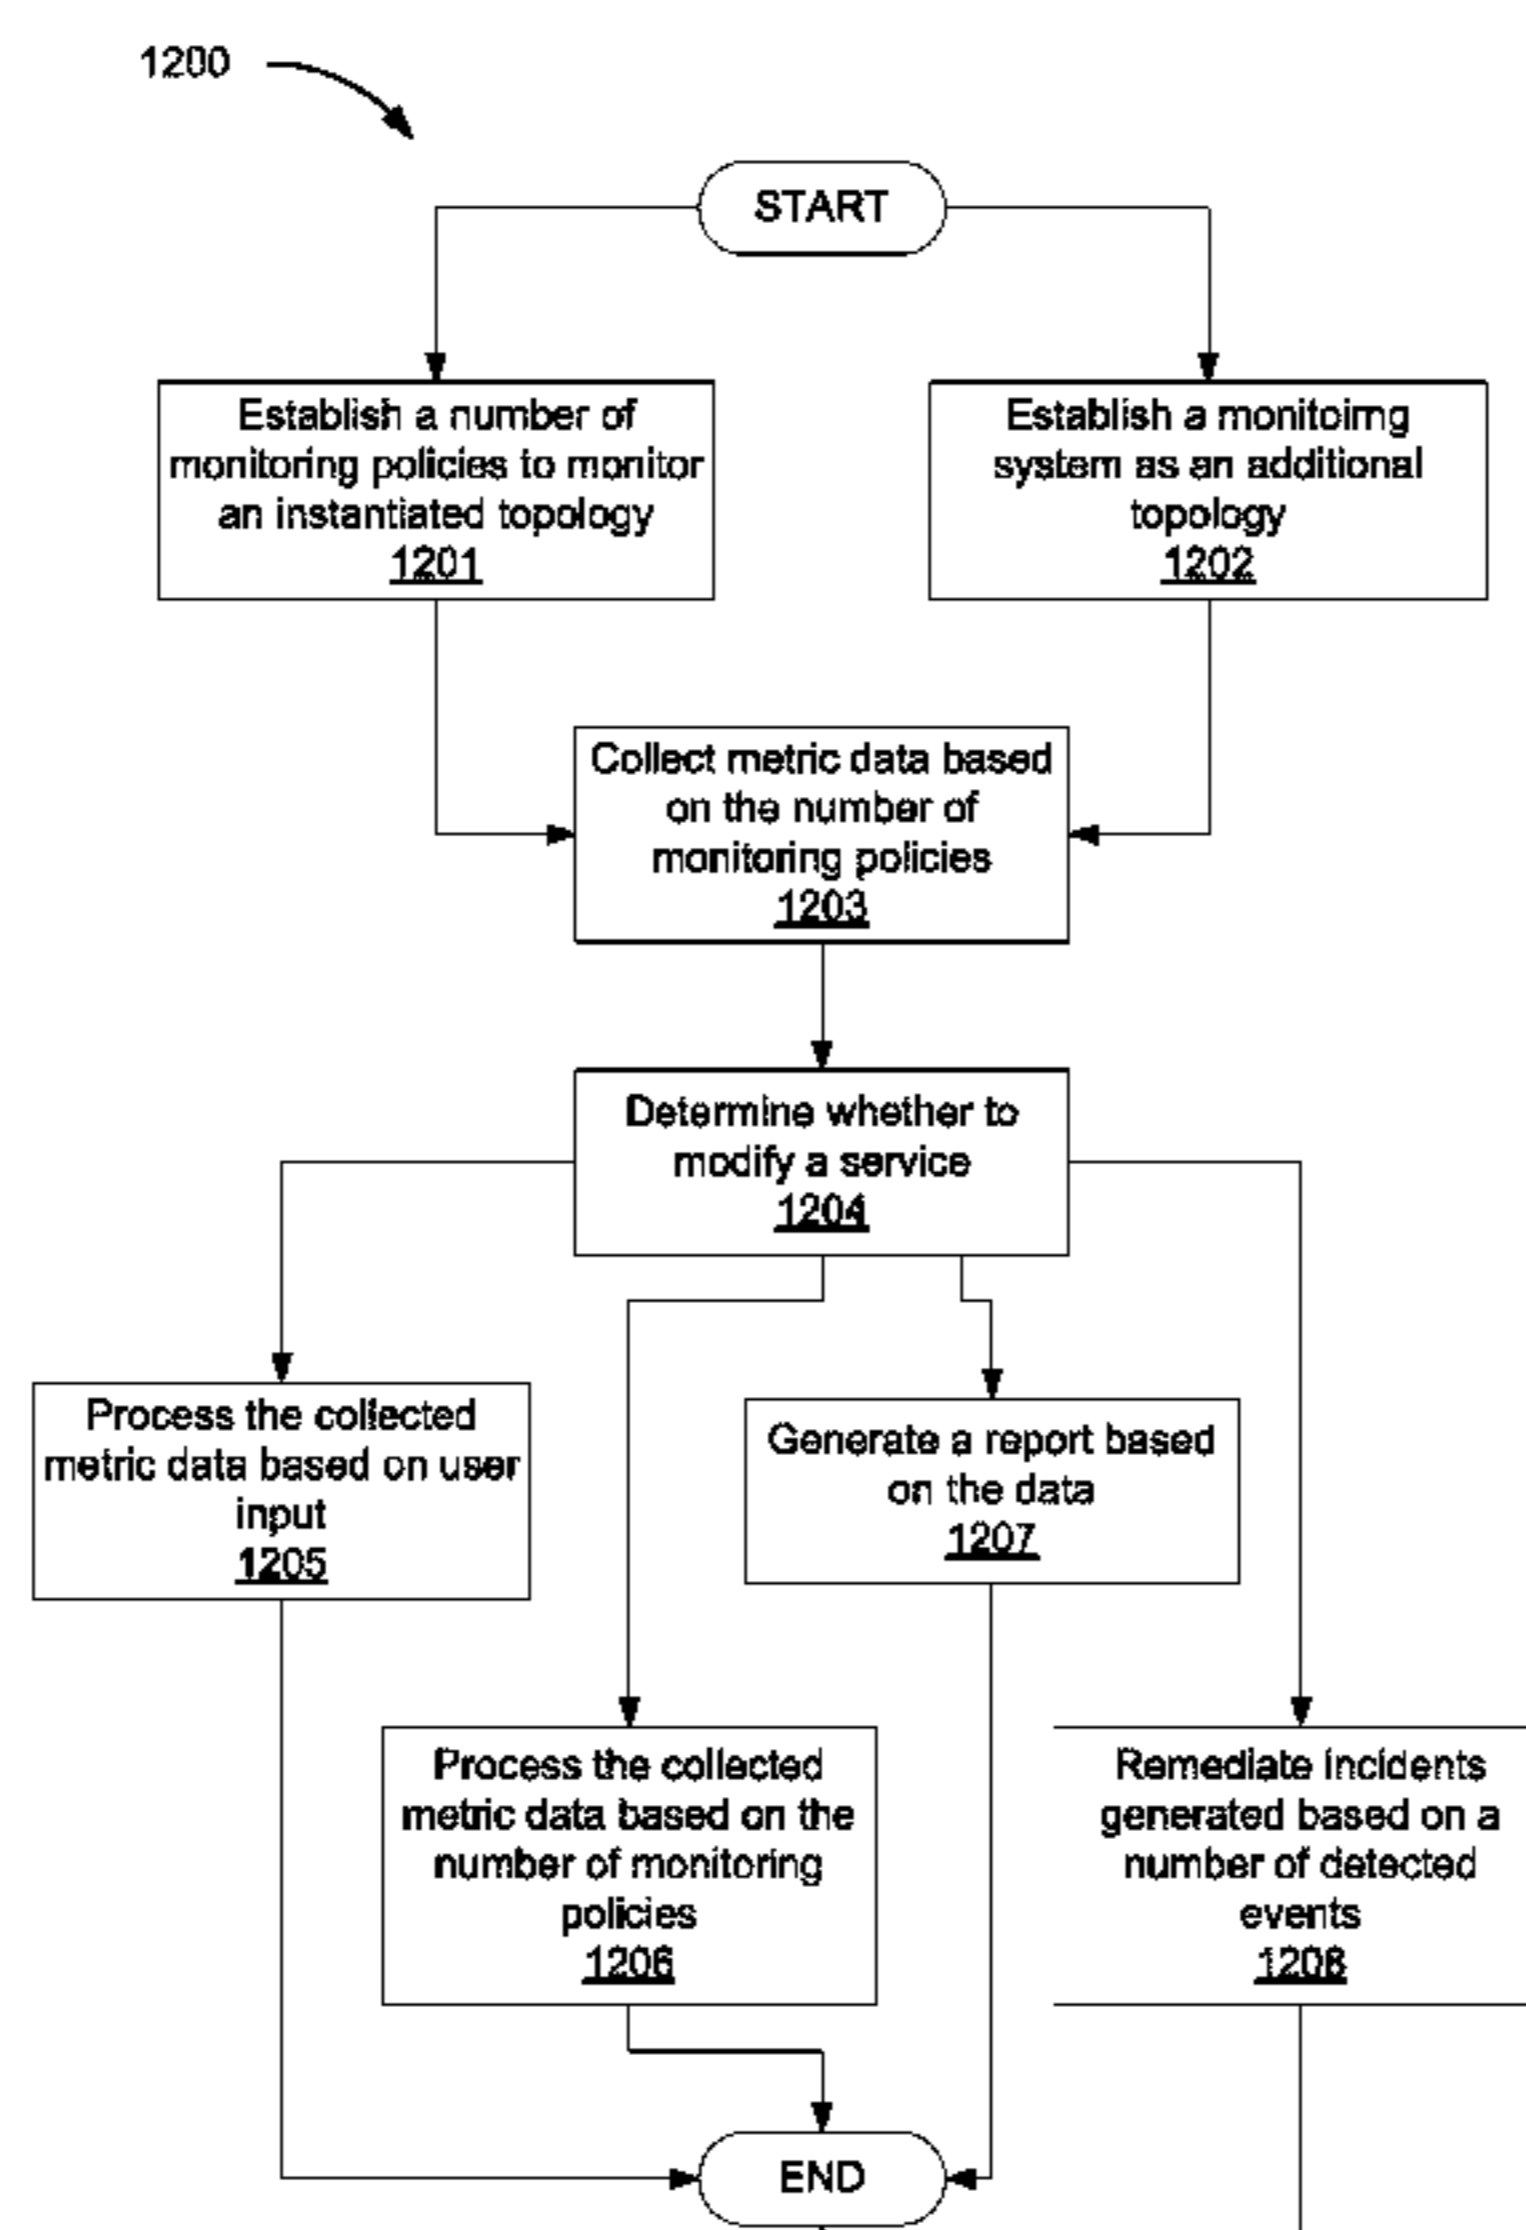 1200
START
Establish a number of
monitoring policies to monitor
an instantiated topology
1201
Establish a monitoimg
system as an additional
topology
1202
Collect metric data based
on the number of
monitoring policies
1203
Determine whether to
modify a service
1204
Process the collected
metric data based on user
input
1205
Generate a report based
on the data
1207
Process the collected
metric data based on the
number of monitoring
policies
1206
Remediate incidents
generated based on a
number of detected
events
1208
END